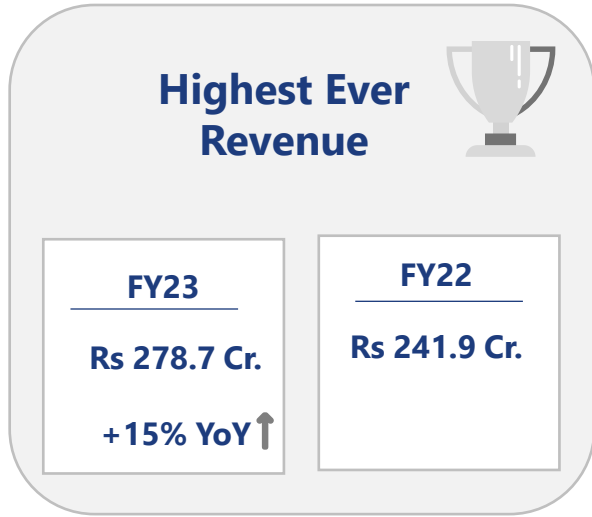 Highest Ever
Revenue
FY23
Rs 278.7 Cr.
+15% YoY
FY22
Rs 241.9 Cr.